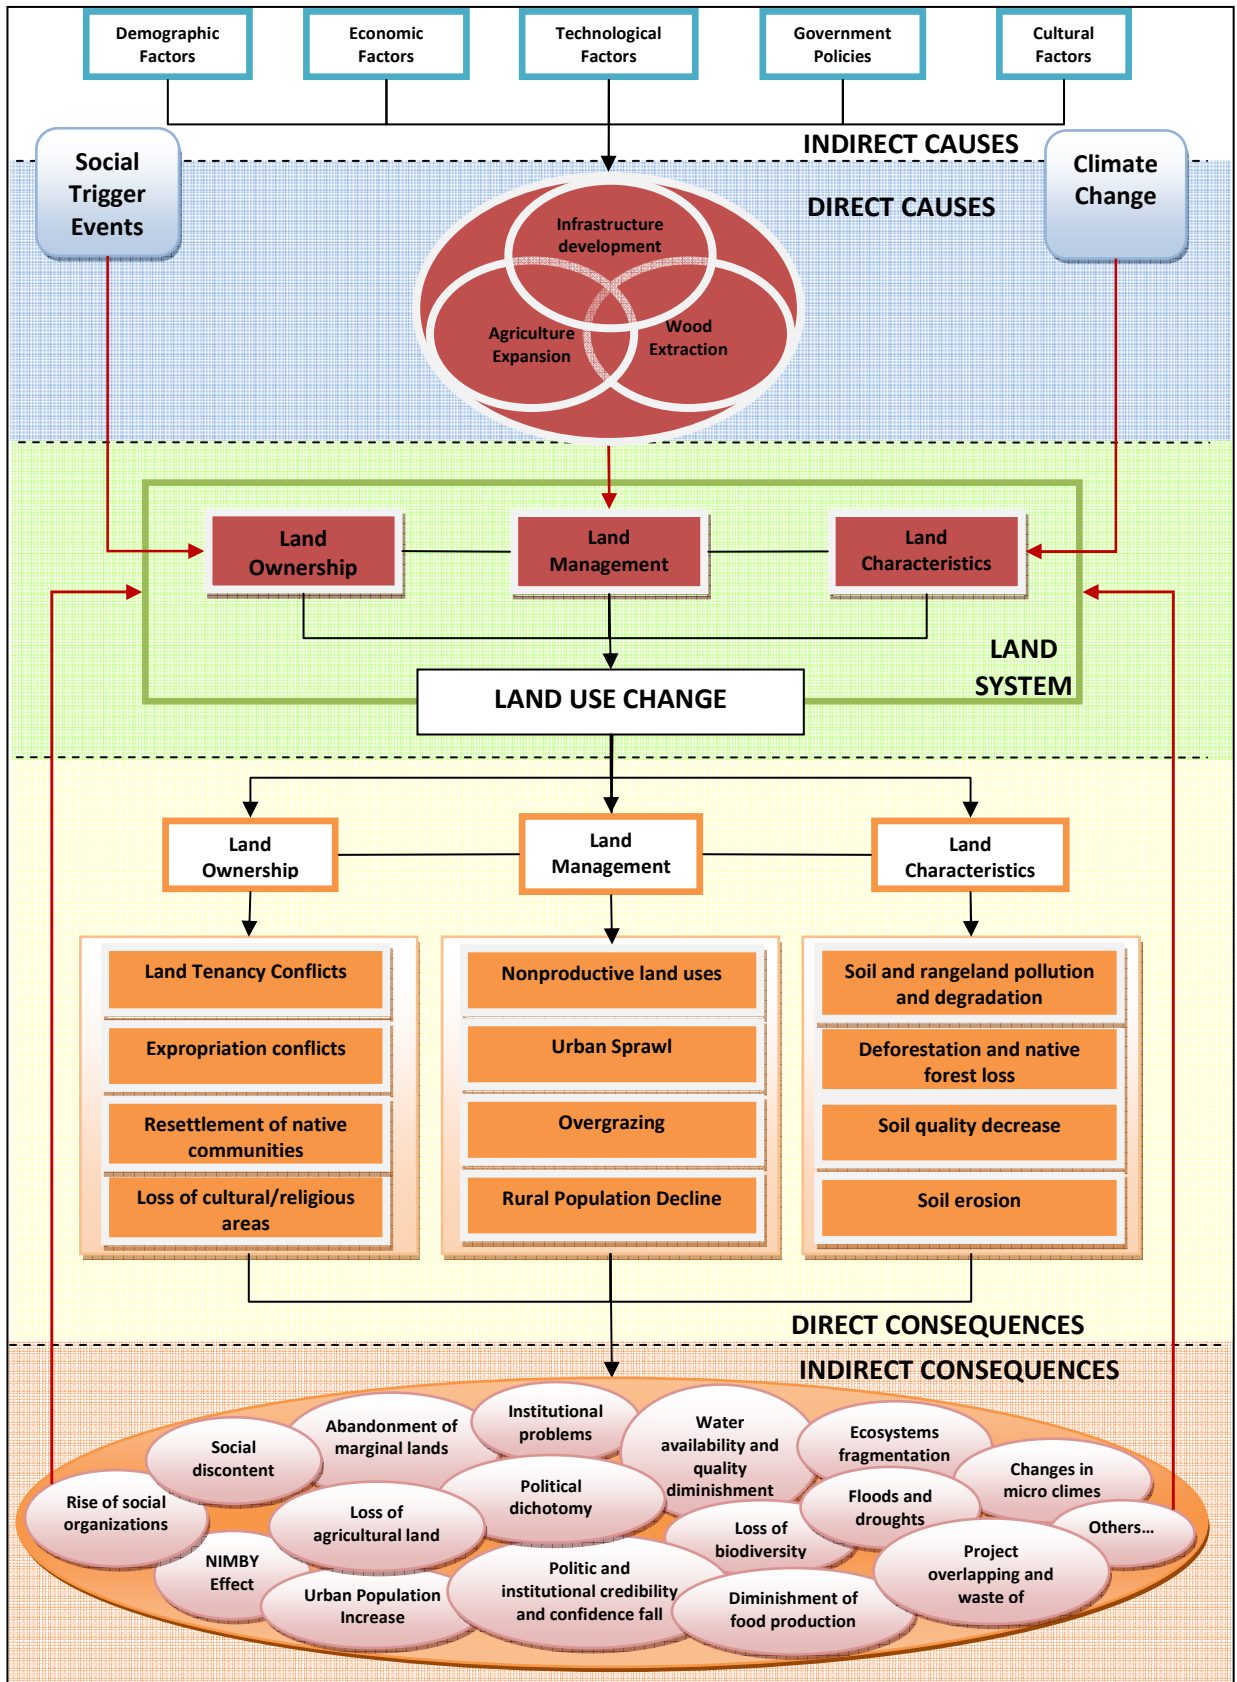 Demographic
Factors
Economic
Factors
Technological
Factors
Government
Policies
Cultural
Factors
INDIRECT CAUSES
Social
Trigger
Events
Climate
Change
DIRECT CAUSES
Infrastructure
development
Agriculture
Expansion
Wood
Extraction
Land
Ownership
Land
Management
Land
Characteristics
LAND
SYSTEM
LAND USE CHANGE
Land
Ownership
Land
Management
Land
Characteristics
Land Tenancy Conflicts
Expropriation conflicts
Resettlement of native
communities
Loss of cultural/religious
areas
Nonproductive land uses
Urban Sprawl
Overgrazing
Rural Population Decline
Soil and rangeland pollution
and degradation
Deforestation and native
forest loss
Soil quality decrease
Soil erosion
DIRECT CONSEQUENCES
INDIRECT CONSEQUENCES
Social
discontent
Abandonment of
marginal lands
Institutional
problems
Water
availability and
quality
diminishment
Ecosystems
fragmentation
Changes in
micro climes
Rise of social
organizations
Loss of
agricultural land
Political
dichotomy
Loss of
biodiversity
Floods and
droughts
Others...
NIMBY
Effect
Urban Population
Increase
Politic and
institutional credibility
and confidence fall
Diminishment of
food production
Project
overlapping and
waste of